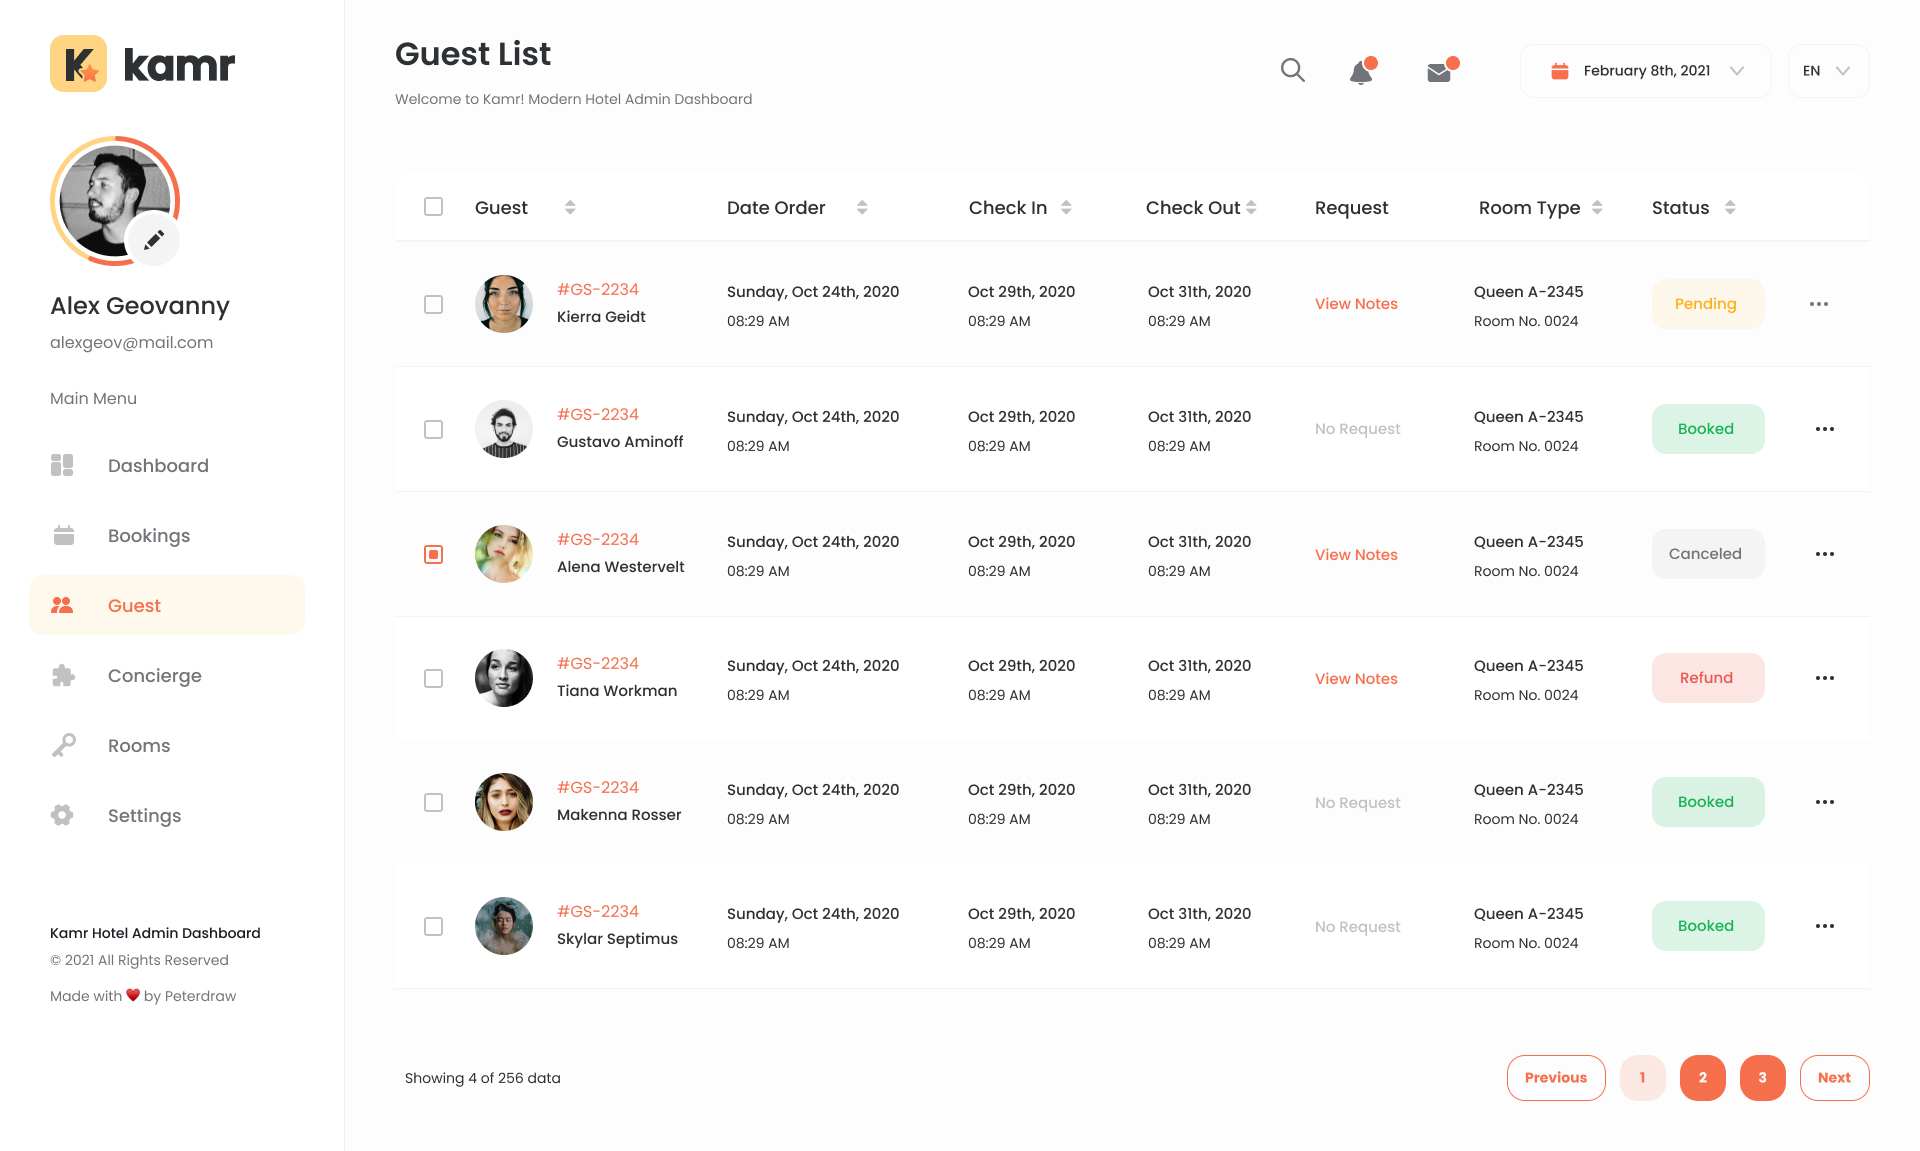 kamr
Alex Geovanny
alexgeov@mail.com
Main Menu
Dashboard
Bookings
Guest
Concierge
Rooms
Settings
Kamr Hotel Admin Dashboard
© 2021 All Rights Reserved
Made with ❤️ by Peterdraw
Guest List
Welcome to Kamr! Modern Hotel Admin Dashboard
February 8th, 2021
EN
Guest Date Order Check In Check Out Request Room Type Status
#GS-2234
Kierra Geidt
Sunday, Oct 24th, 2020
08:29 AM
Oct 29th, 2020
08:29 AM
Oct 31th, 2020
08:29 AM
View Notes
Queen A-2345
Room No. 0024
Pending
#GS-2234
Gustavo Aminoff
Sunday, Oct 24th, 2020
08:29 AM
Oct 29th, 2020
08:29 AM
Oct 31th, 2020
08:29 AM
No Request
Queen A-2345
Room No. 0024
Booked
#GS-2234
Alena Westervelt
Sunday, Oct 24th, 2020
08:29 AM
Oct 29th, 2020
08:29 AM
Oct 31th, 2020
08:29 AM
View Notes
Queen A-2345
Room No. 0024
Canceled
#GS-2234
Tiana Workman
Sunday, Oct 24th, 2020
08:29 AM
Oct 29th, 2020
08:29 AM
Oct 31th, 2020
08:29 AM
View Notes
Queen A-2345
Room No. 0024
Refund
#GS-2234
Makenna Rosser
Sunday, Oct 24th, 2020
08:29 AM
Oct 29th, 2020
08:29 AM
Oct 31th, 2020
08:29 AM
No Request
Queen A-2345
Room No. 0024
Booked
#GS-2234
Skylar Septimus
Sunday, Oct 24th, 2020
08:29 AM
Oct 29th, 2020
08:29 AM
Oct 31th, 2020
08:29 AM
No Request
Queen A-2345
Room No. 0024
Booked
Showing 4 of 256 data
Previous 1 2 3 Next